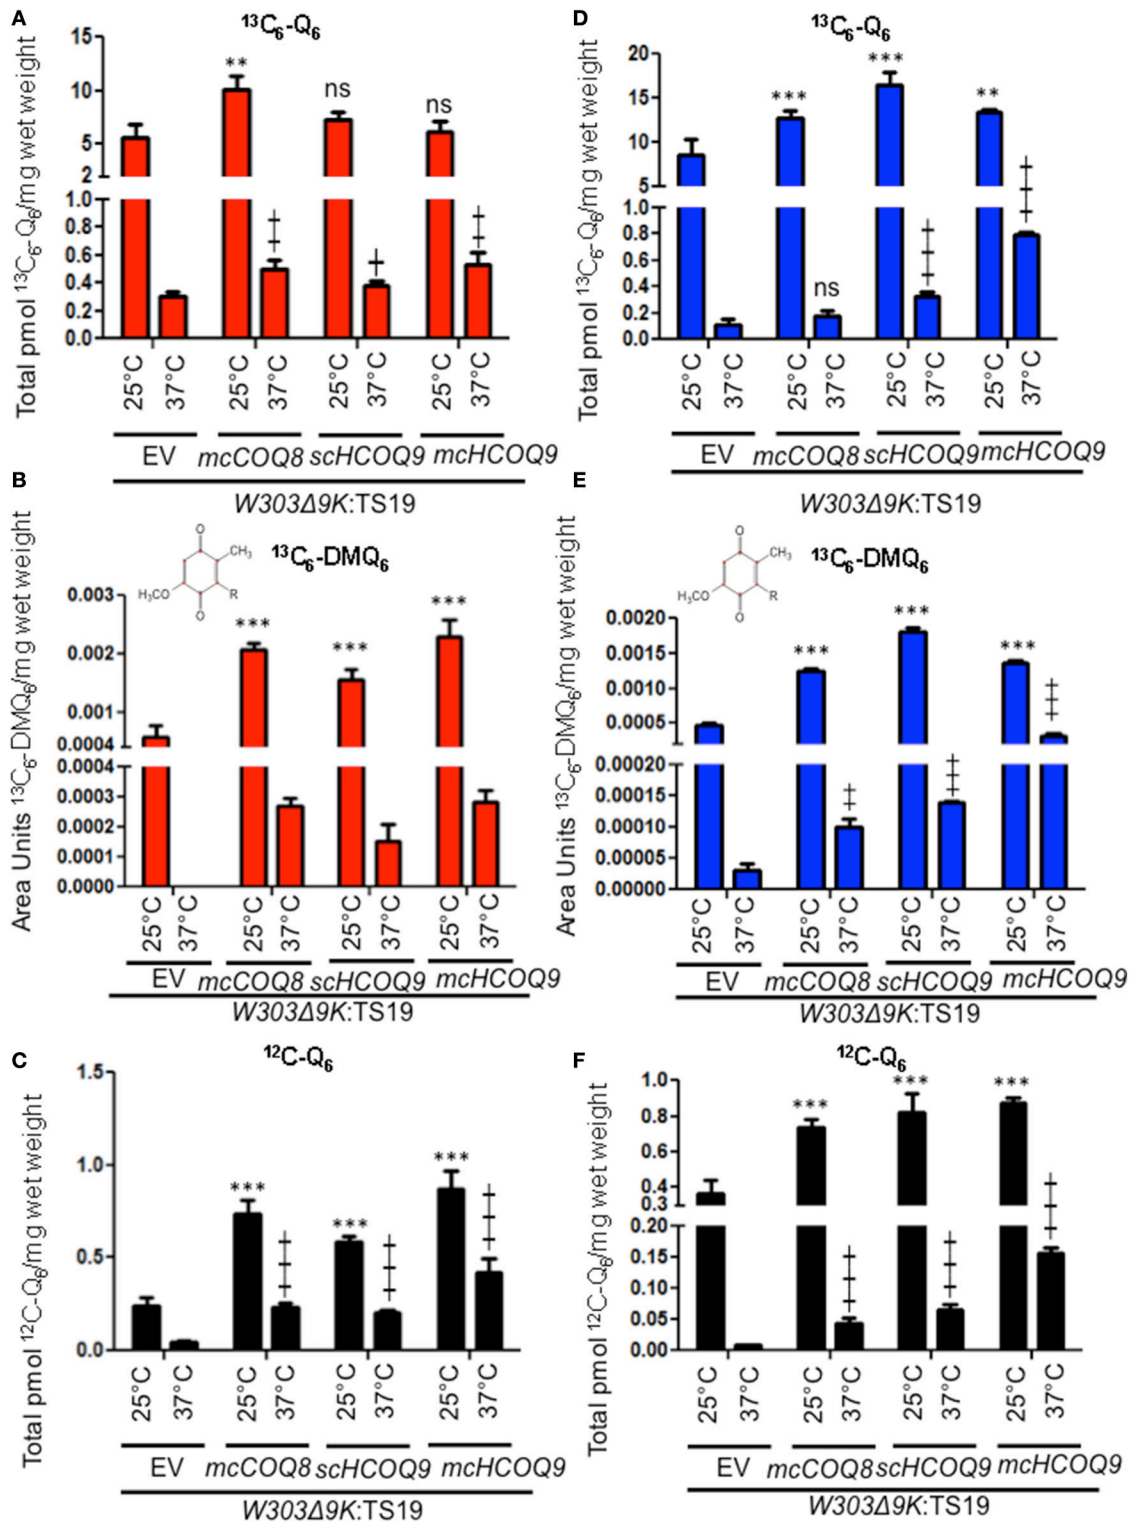 A
¹³C₆-Q₆
Total pmol ¹³C₆-Q₆/mg wet weight
15
10
5
2
1.0
0.8
0.6
0.4
0.2
0.0
**
ns
ns
‡
†
‡
25°C
37°C
25°C
37°C
25°C
37°C
25°C
37°C
EV
mcCOQ8
scHCOQ9
mcHCOQ9
W303Δ9K:TS19
D
¹³C₆-Q₆
Total pmol ¹³C₆-Q₆/mg wet weight
20
15
10
5
1.0
0.8
0.6
0.4
0.2
0.0
***
***
**
ns
25°C
37°C
25°C
37°C
25°C
37°C
25°C
37°C
EV
mcCOQ8
scHCOQ9
mcHCOQ9
W303Δ9K:TS19
B
¹³C₆-DMQ₆
O
CH₃
H₃CO
R
O
Area Units ¹³C₆-DMQ₆/mg wet weight
0.003
0.002
0.001
0.0004
0.0004
0.0003
0.0002
0.0001
0.0000
***
***
***
25°C
37°C
25°C
37°C
25°C
37°C
25°C
37°C
EV
mcCOQ8
scHCOQ9
mcHCOQ9
W303Δ9K:TS19
E
¹³C₆-DMQ₆
O
CH₃
H₃CO
R
O
Area Units ¹³C₆-DMQ₆/mg wet weight
0.0020
0.0015
0.0010
0.0005
0.00020
0.00015
0.00010
0.00005
0.00000
***
***
***
‡
25°C
37°C
25°C
37°C
25°C
37°C
25°C
37°C
EV
mcCOQ8
scHCOQ9
mcHCOQ9
W303Δ9K:TS19
C
¹²C-Q₆
Total pmol ¹²C-Q₆/mg wet weight
1.5
1.0
0.5
0.0
***
***
***
25°C
37°C
25°C
37°C
25°C
37°C
25°C
37°C
EV
mcCOQ8
scHCOQ9
mcHCOQ9
W303Δ9K:TS19
F
¹²C-Q₆
Total pmol ¹²C-Q₆/mg wet weight
1.0
0.8
0.6
0.4
0.3
0.20
0.15
0.10
0.05
0.00
***
***
***
25°C
37°C
25°C
37°C
25°C
37°C
25°C
37°C
EV
mcCOQ8
scHCOQ9
mcHCOQ9
W303Δ9K:TS19